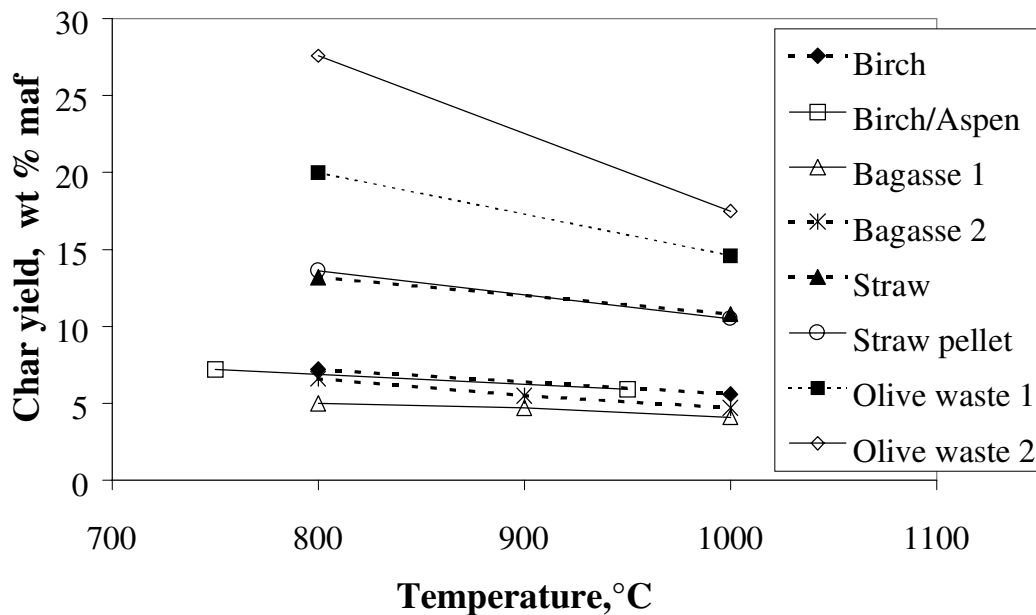 Char yield, wt % maf
30
25
20
15
10
5
0
700
800
900
1000
1100
Temperature,°C
Birch
Birch/Aspen
Bagasse 1
Bagasse 2
Straw
Straw pellet
Olive waste 1
Olive waste 2